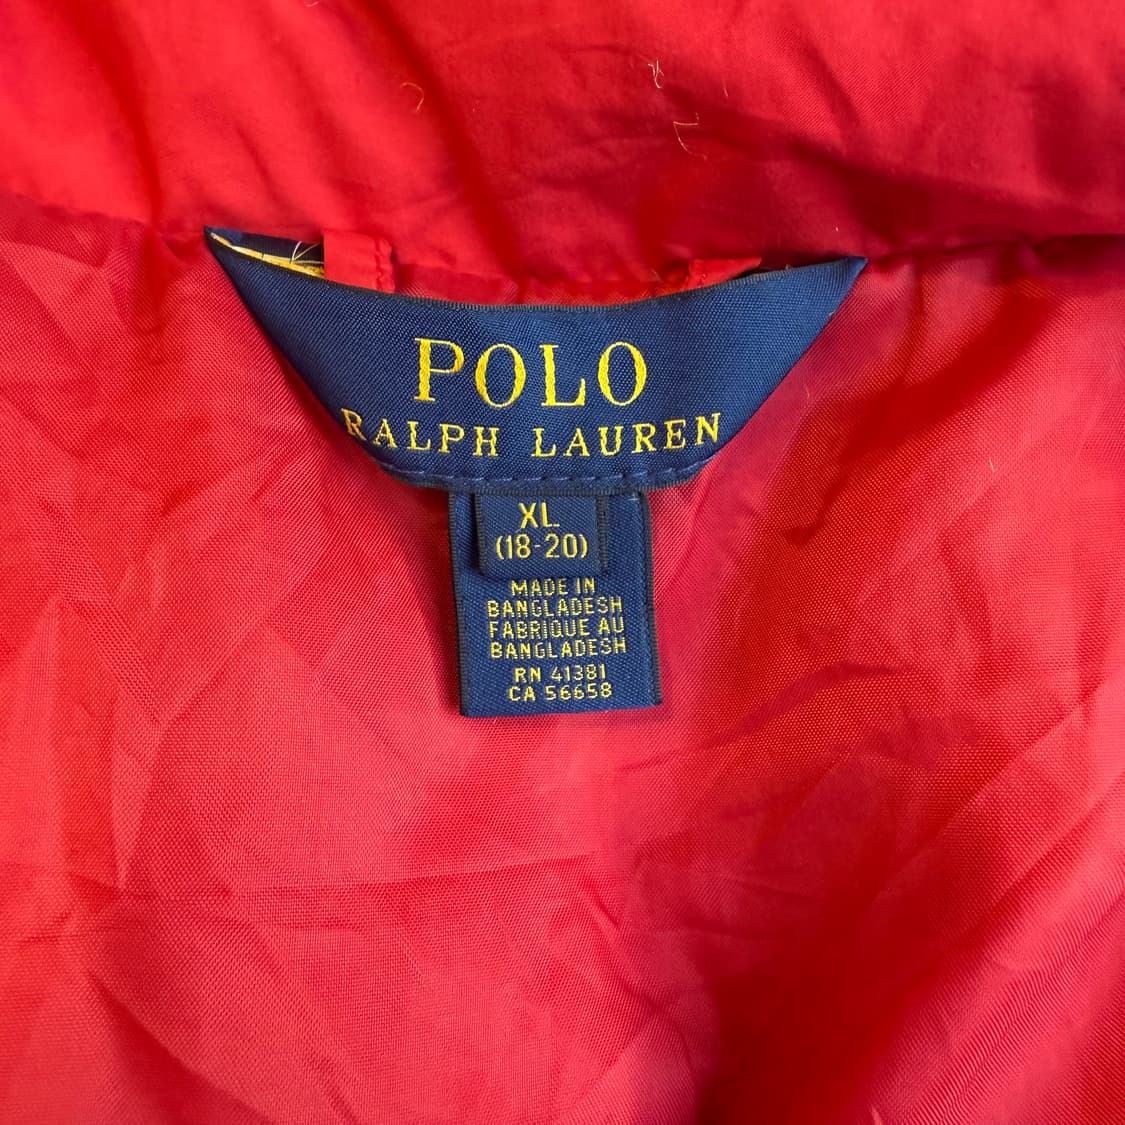 POLO
RALPH LAUREN
XL
(18-20)
MADE IN
BANGLADESH
FABRIQUE AU
BANGLADESH
RN 41381
CA 56658